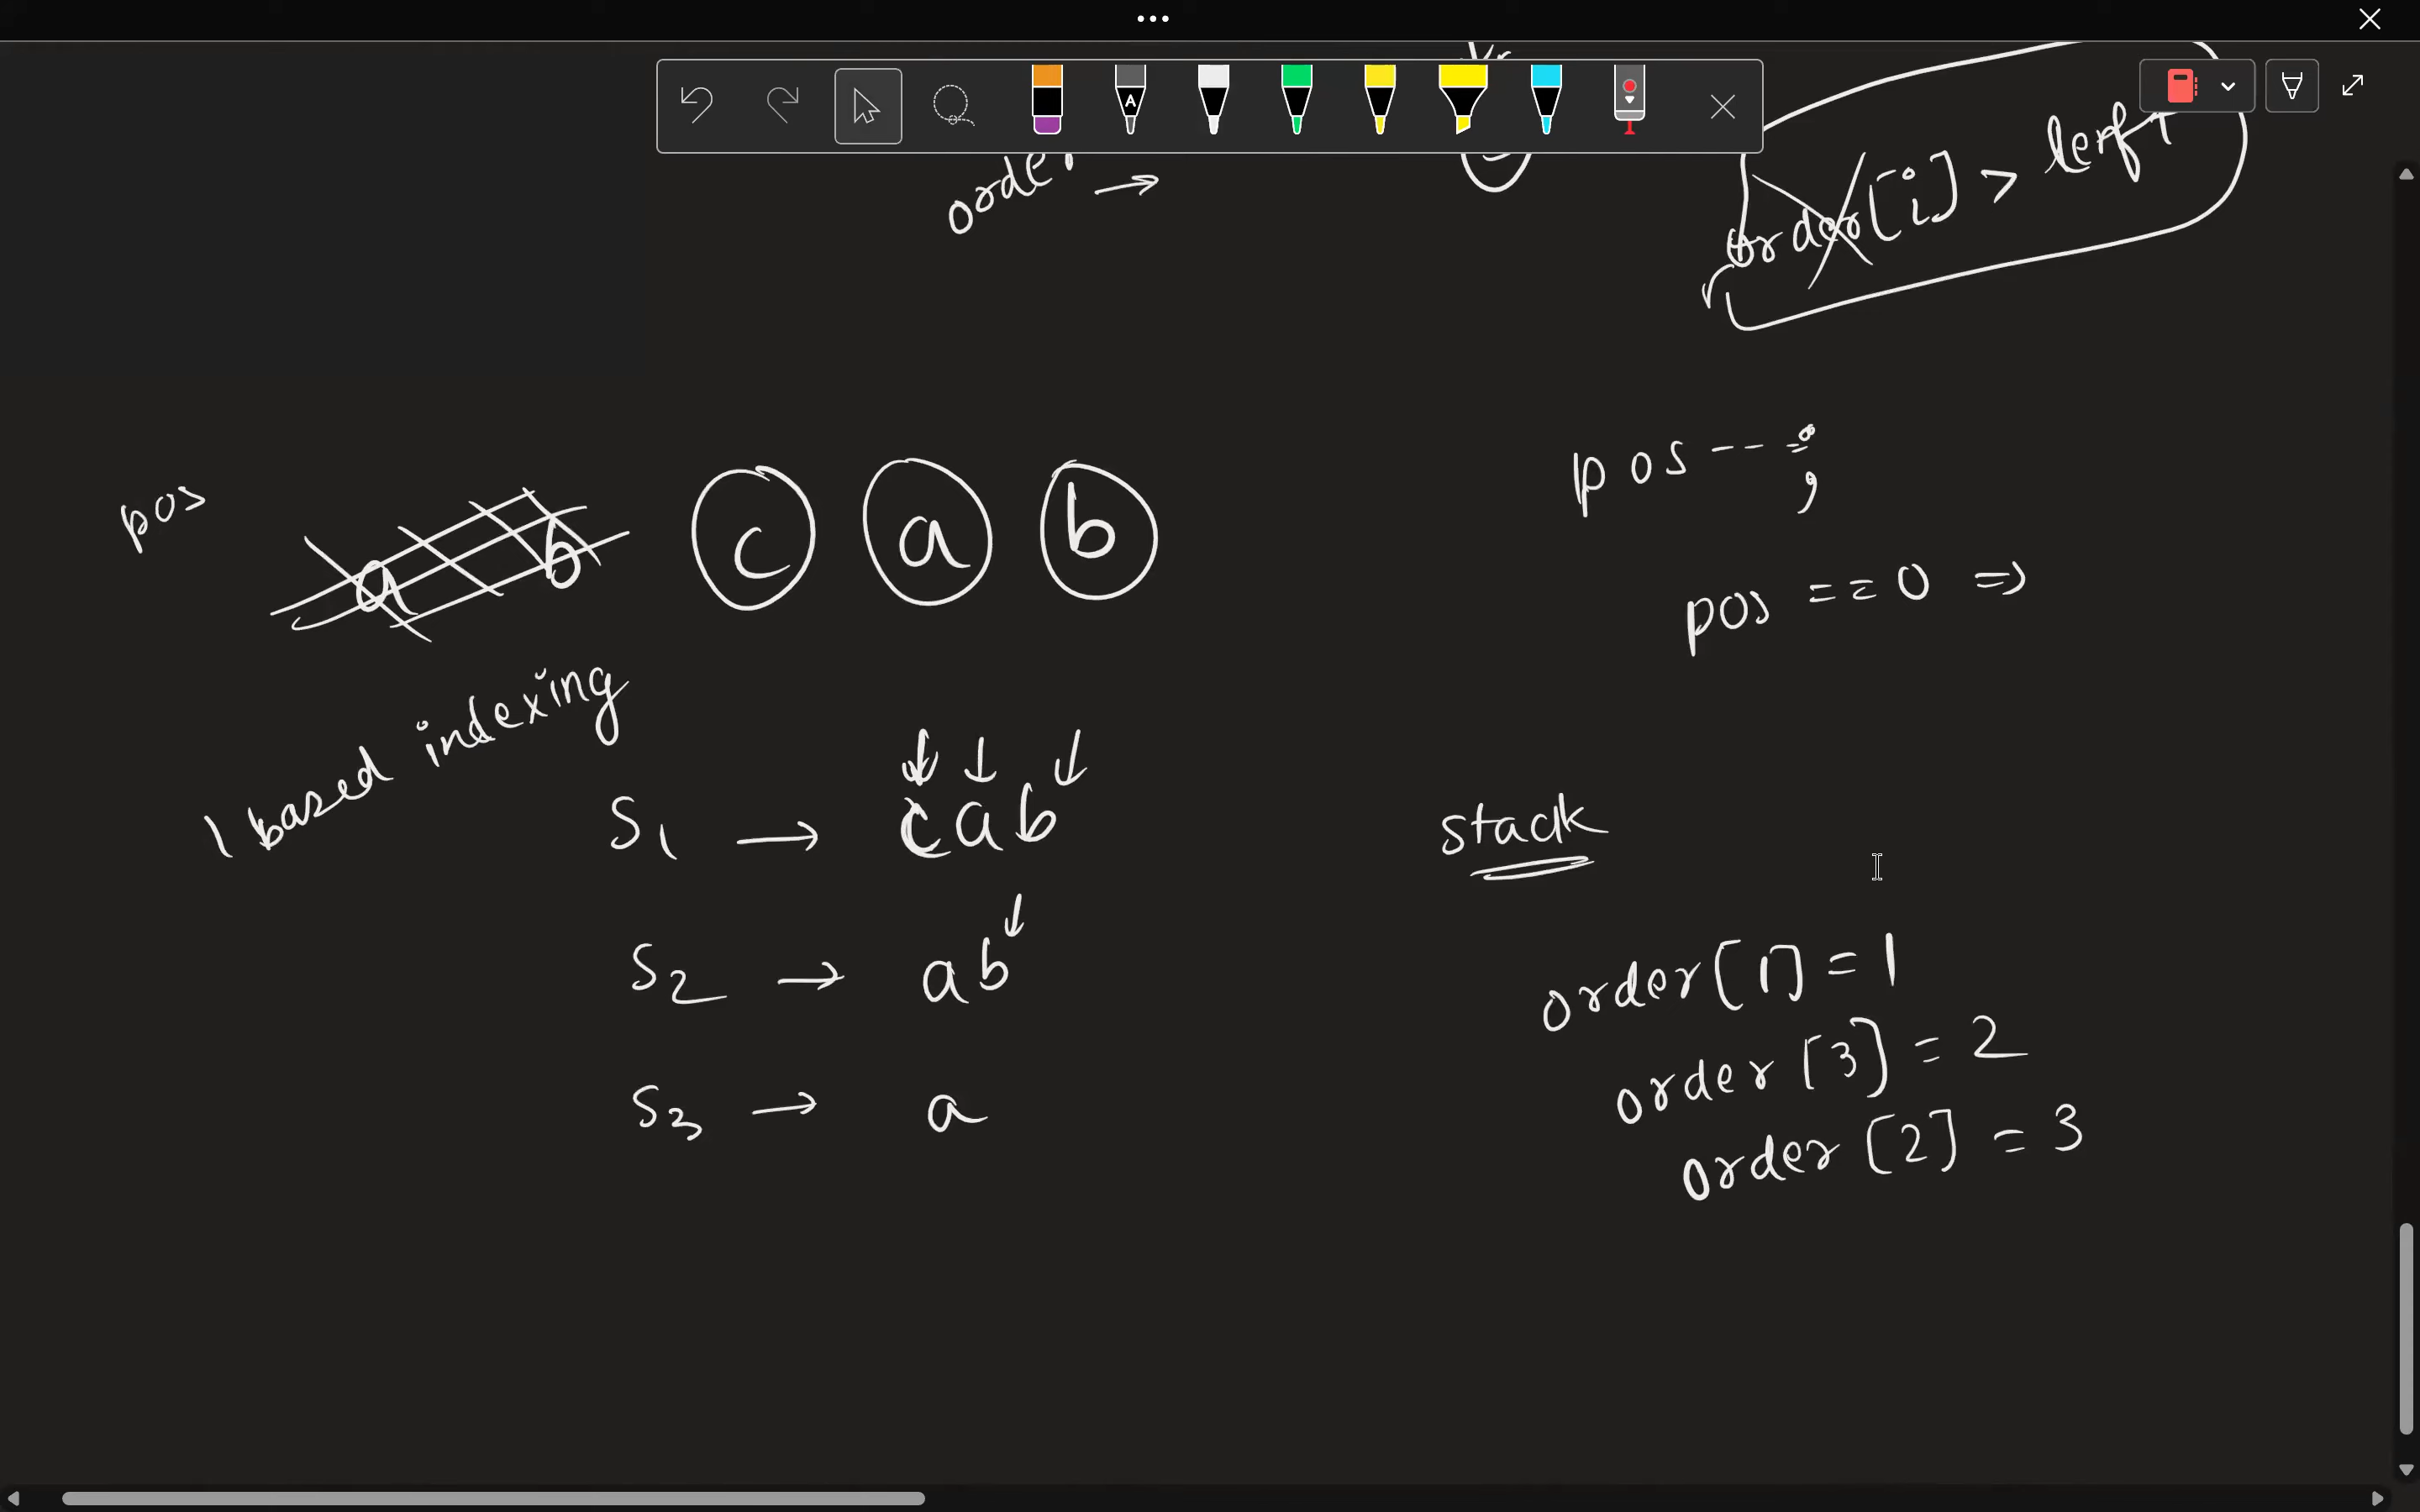 order →
order[i] > left
pos
a b c a b
pos--;
pos == 0 ⇒
1 based indexing
S1 → cab
stack
S2 → ab
order[1] = 1
order[3] = 2
S3 → a
order[2] = 3